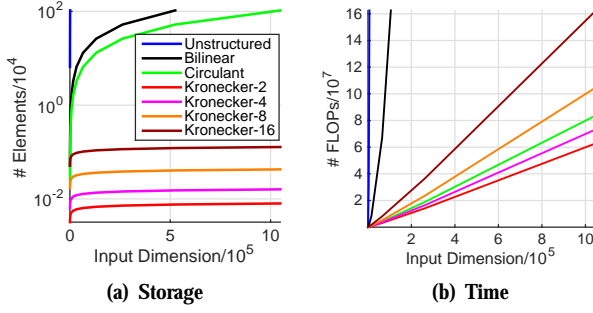 10^2
10^0
10^-2
# Elements/10^4
Unstructured
Bilinear
Circulant
Kronecker-2
Kronecker-4
Kronecker-8
Kronecker-16
0 5 10
Input Dimension/10^5
(a) Storage
16
14
12
10
8
6
4
2
# FLOPs/10^7
2 4 6 8 10
Input Dimension/10^5
(b) Time